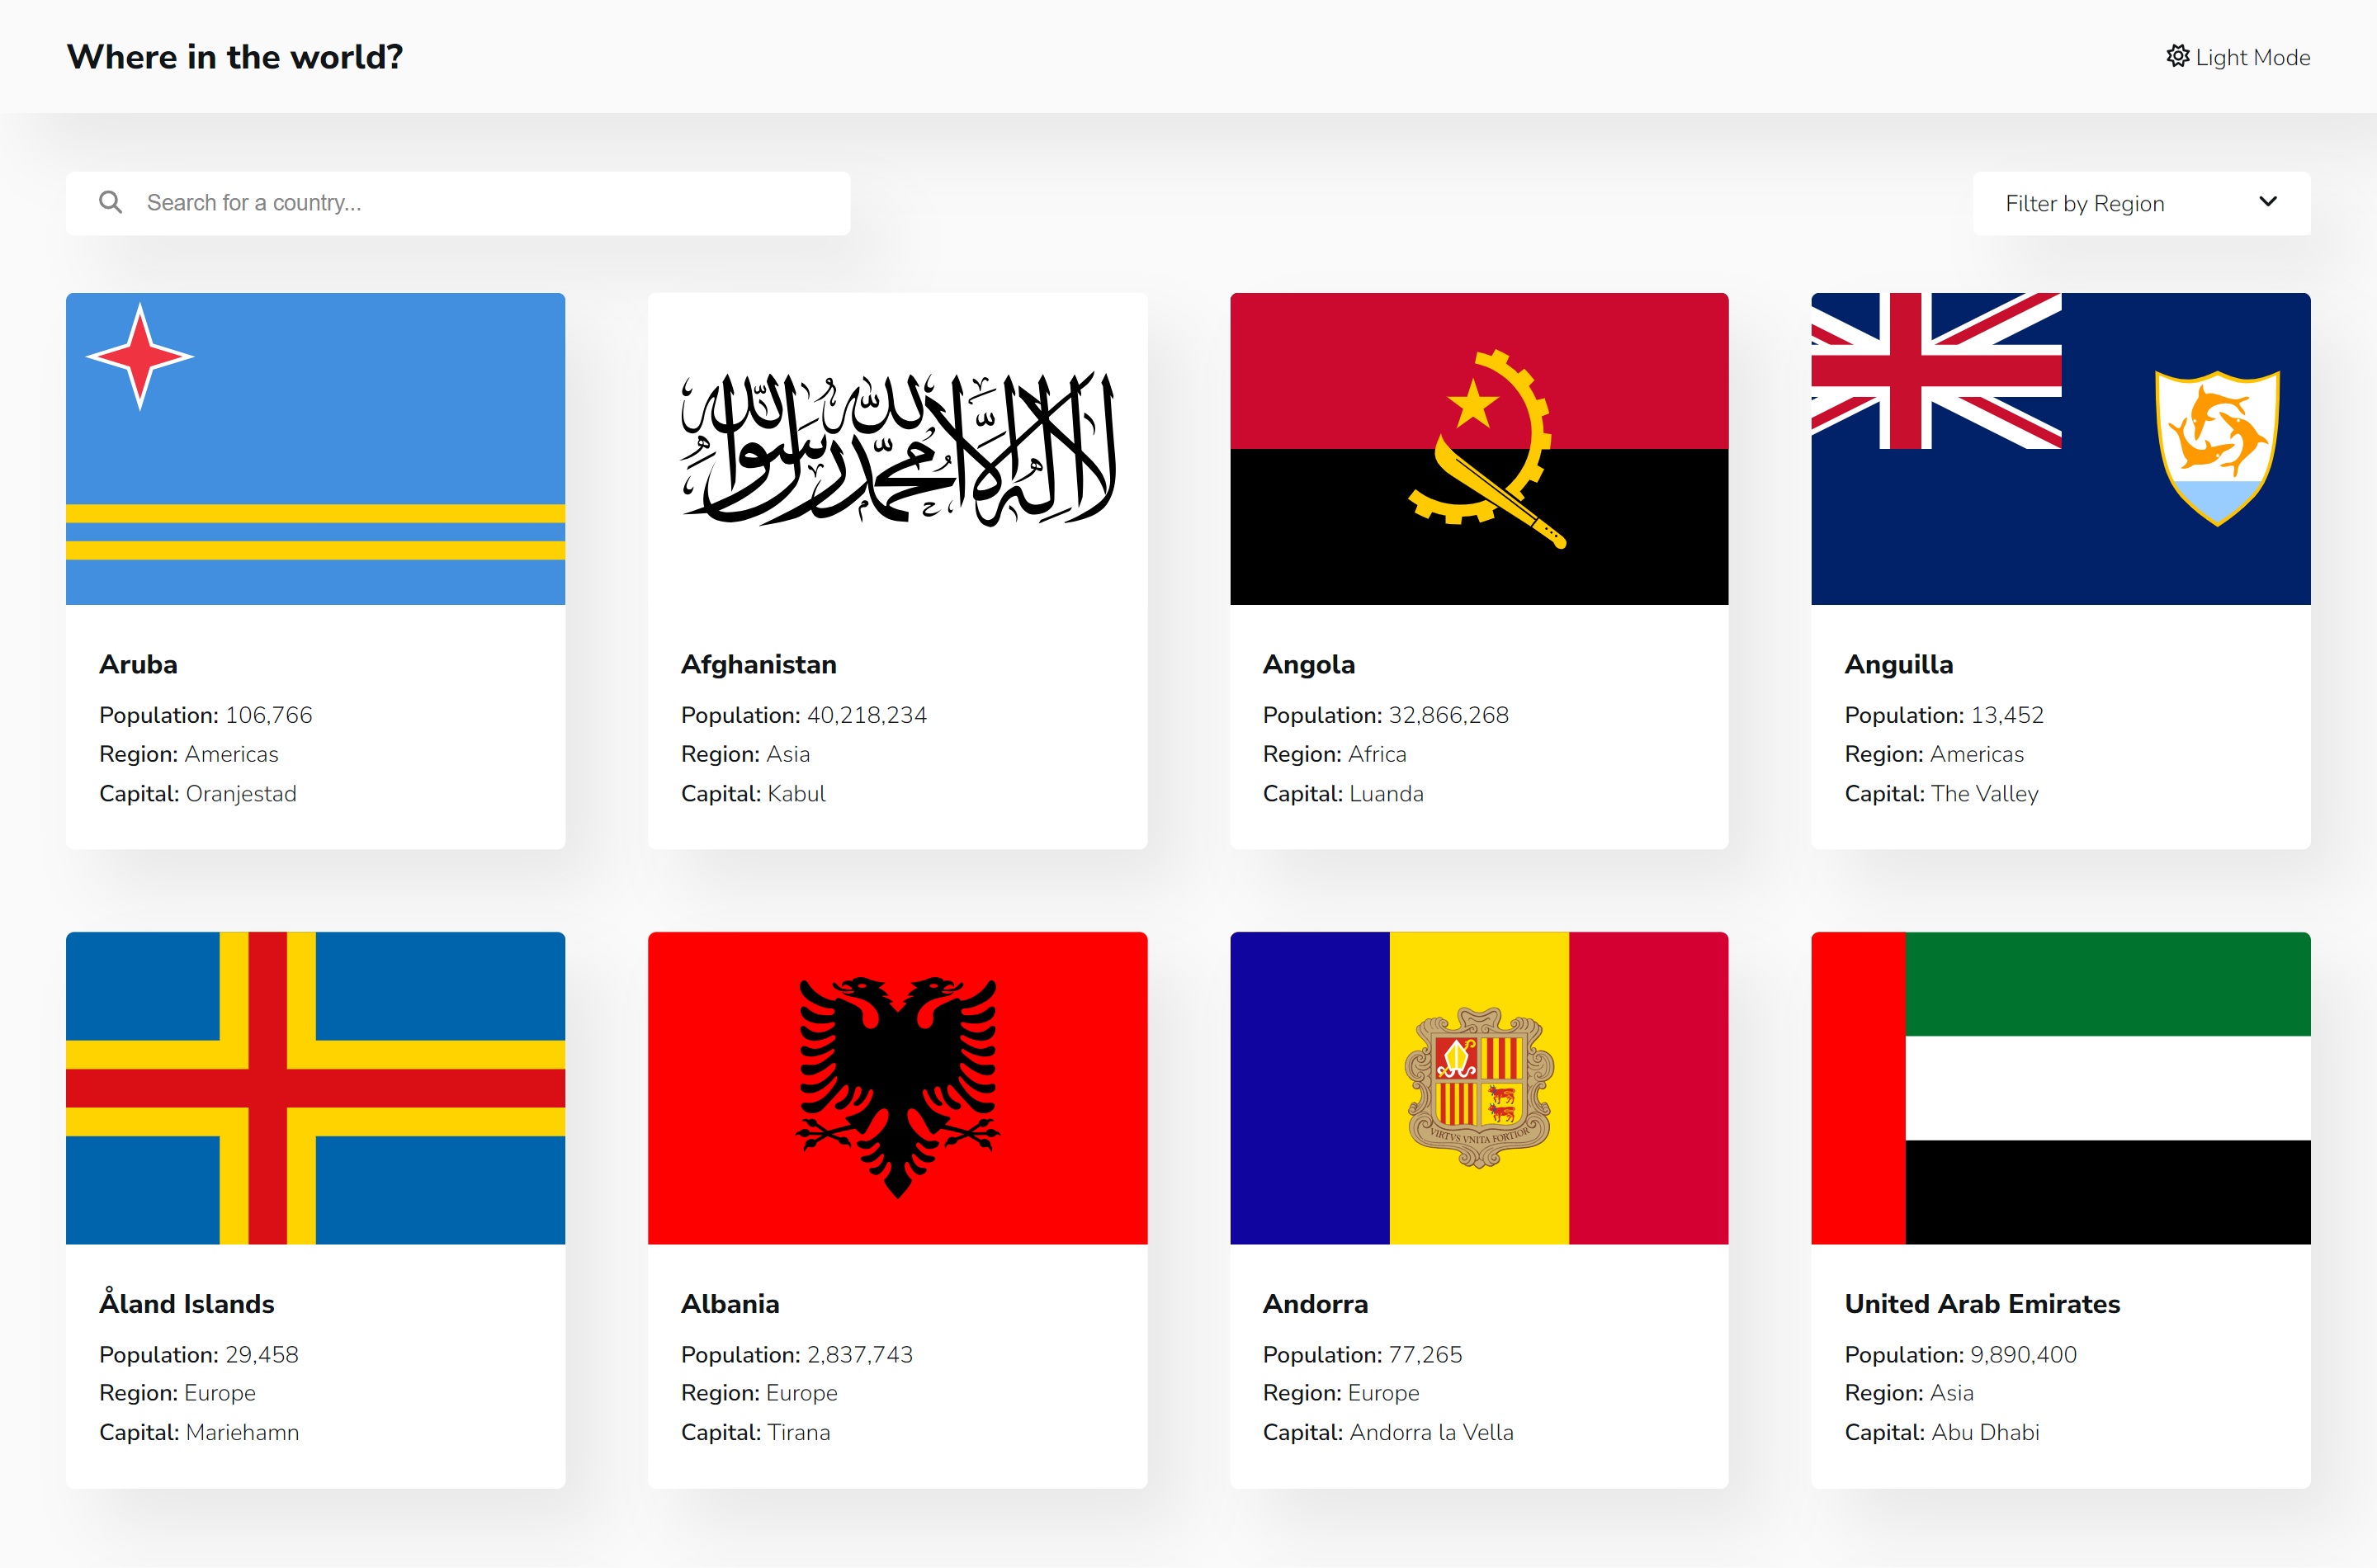 Where in the world?
Light Mode
Search for a country...
Filter by Region
لا إله إلا الله محمد رسول الله
Aruba
Population: 106,766
Region: Americas
Capital: Oranjestad
Afghanistan
Population: 40,218,234
Region: Asia
Capital: Kabul
Angola
Population: 32,866,268
Region: Africa
Capital: Luanda
Anguilla
Population: 13,452
Region: Americas
Capital: The Valley
VIRTVS VNITA FORTIOR
Åland Islands
Population: 29,458
Region: Europe
Capital: Mariehamn
Albania
Population: 2,837,743
Region: Europe
Capital: Tirana
Andorra
Population: 77,265
Region: Europe
Capital: Andorra la Vella
United Arab Emirates
Population: 9,890,400
Region: Asia
Capital: Abu Dhabi